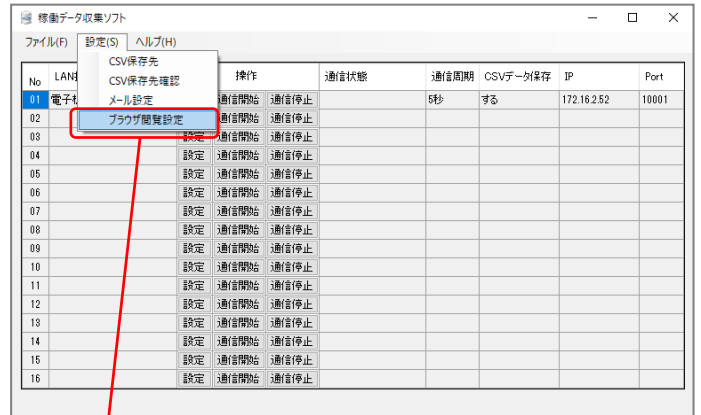 稼働データ収集ソフト
ファイル(F) 設定(S) ヘルプ(H)
CSV保存先
CSV保存先確認
メール設定
ブラウザ閲覧設定
No 操作 通信状態 通信周期 CSVデータ保存 IP Port
01 通信開始 通信停止 5秒 する 172.16.2.52 10001
02 通信開始 通信停止
03 設定 通信開始 通信停止
04 設定 通信開始 通信停止
05 設定 通信開始 通信停止
06 設定 通信開始 通信停止
07 設定 通信開始 通信停止
08 設定 通信開始 通信停止
09 設定 通信開始 通信停止
10 設定 通信開始 通信停止
11 設定 通信開始 通信停止
12 設定 通信開始 通信停止
13 設定 通信開始 通信停止
14 設定 通信開始 通信停止
15 設定 通信開始 通信停止
16 設定 通信開始 通信停止